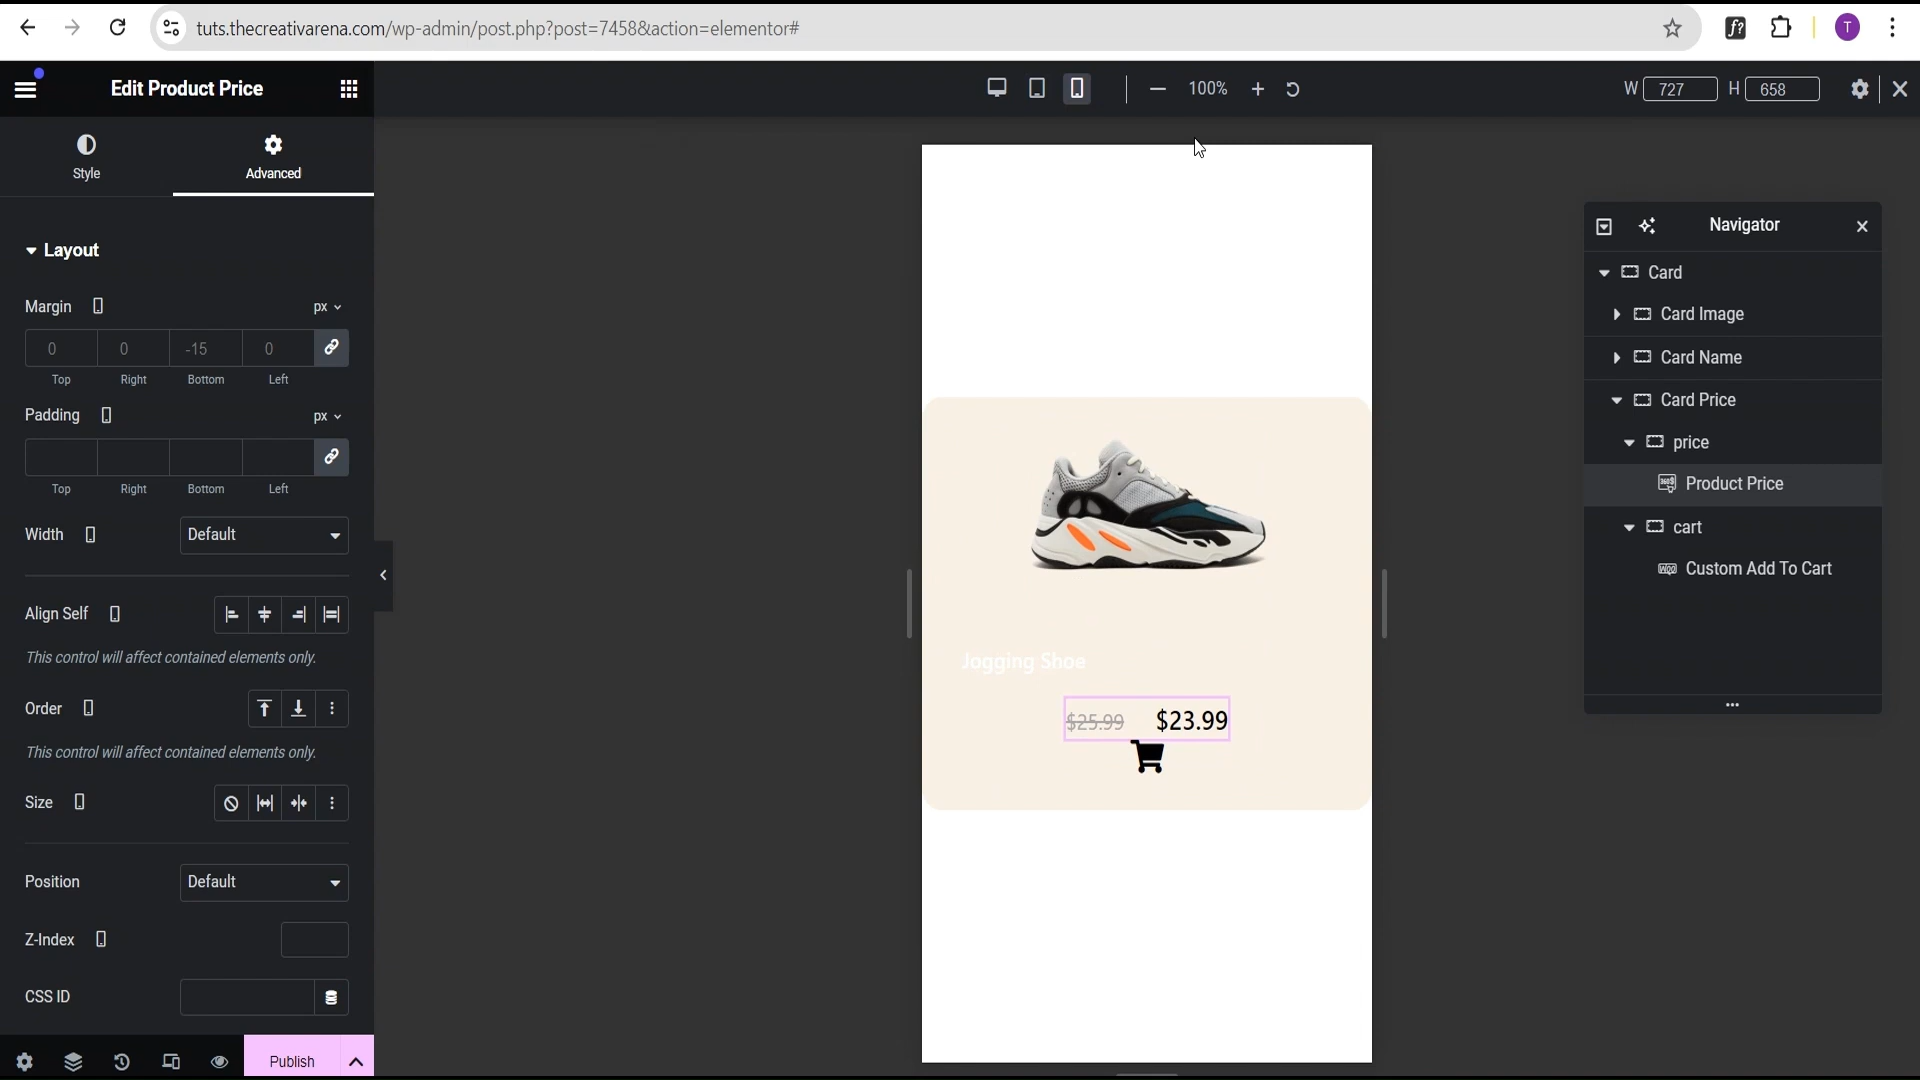 tuts.thecreativarena.com/wp-admin/post.php?post=7458&action=elementor#
f?
T
Edit Product Price
100%
W 727 H 658
Style
Advanced
Navigator
Layout
Card
Margin px
Card Image
0 0 -15 0
Card Name
Top Right Bottom Left
Card Price
Padding px
price
Product Price
Top Right Bottom Left
Width Default
cart
Custom Add To Cart
Align Self
This control will affect contained elements only.
Jogging Shoe
Order
$25.99 $23.99
This control will affect contained elements only.
Size
Position Default
Z-Index
CSS ID
Publish